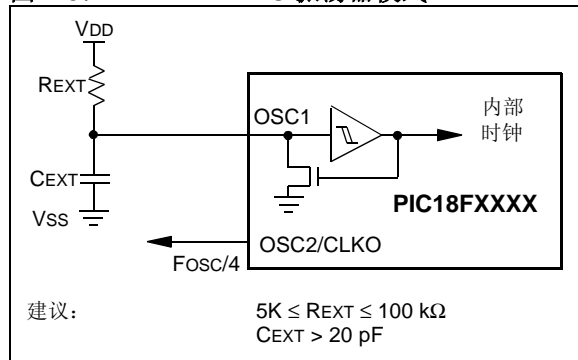 VDD
REXT
OSC1
内部
时钟
CEXT
PIC18FXXXX
VSS
OSC2/CLKO
FOSC/4
建议:
5K ≤ REXT ≤ 100 kΩ
CEXT > 20 pF